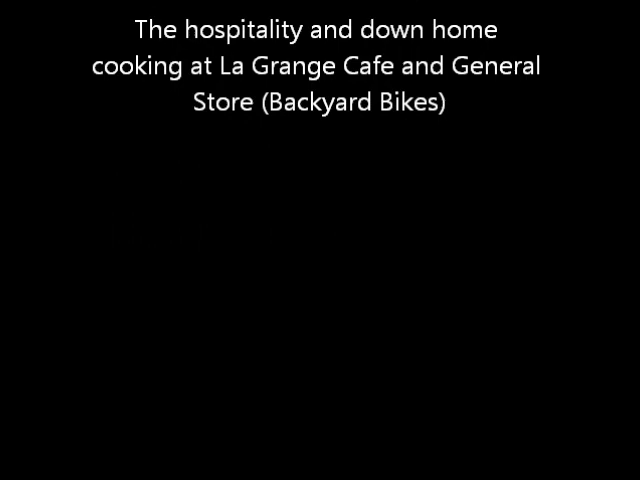 The hospitality and down home
cooking at La Grange Cafe and General
Store (Backyard Bikes)